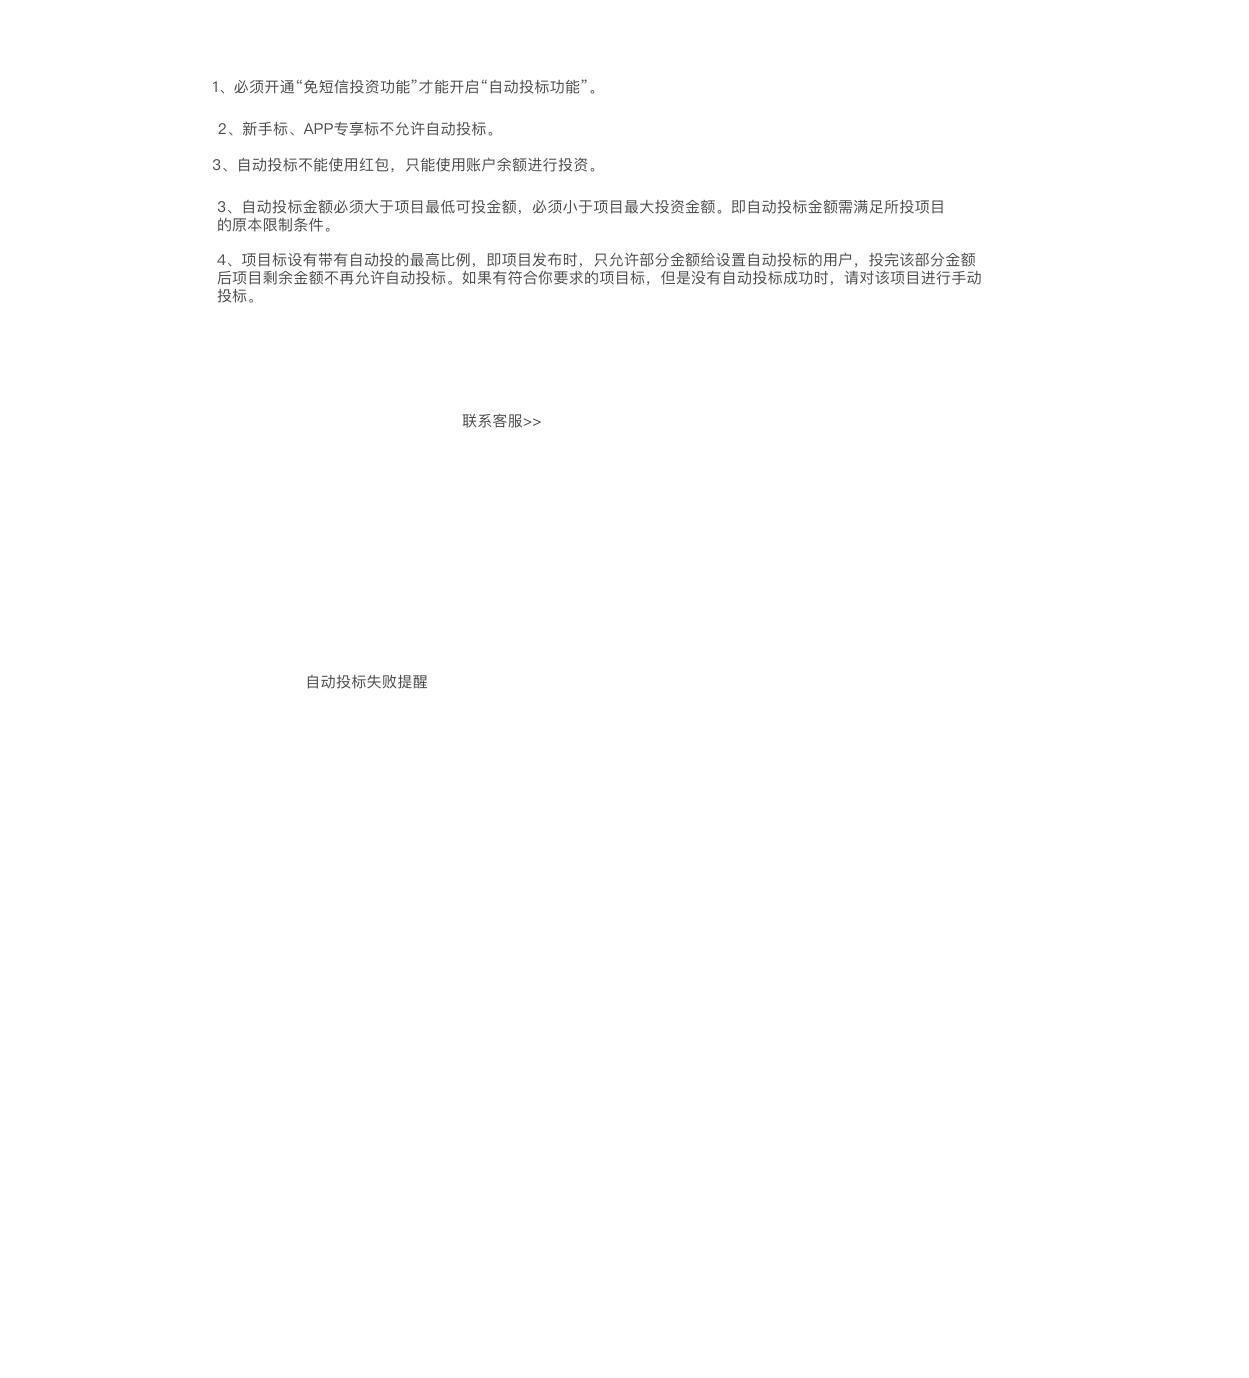 1、必须开通“免短信投资功能”才能开启“自动投标功能”。
2、新手标、APP专享标不允许自动投标。
3、自动投标不能使用红包，只能使用账户余额进行投资。
3、自动投标金额必须大于项目最低可投金额，必须小于项目最大投资金额。即自动投标金额需满足所投项目
的原本限制条件。
4、项目标设有带有自动投的最高比例，即项目发布时，只允许部分金额给设置自动投标的用户，投完该部分金额
后项目剩余金额不再允许自动投标。如果有符合你要求的项目标，但是没有自动投标成功时，请对该项目进行手动
投标。
联系客服>>
自动投标失败提醒